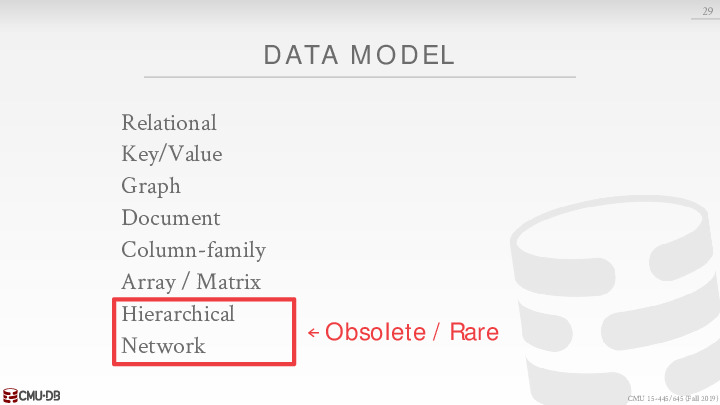 29
DATA MODEL
Relational
Key/Value
Graph
Document
Column-family
Array / Matrix
Hierarchical
Network
← Obsolete / Rare
CMU·DB
CMU 15-445/645 (Fall 2019)